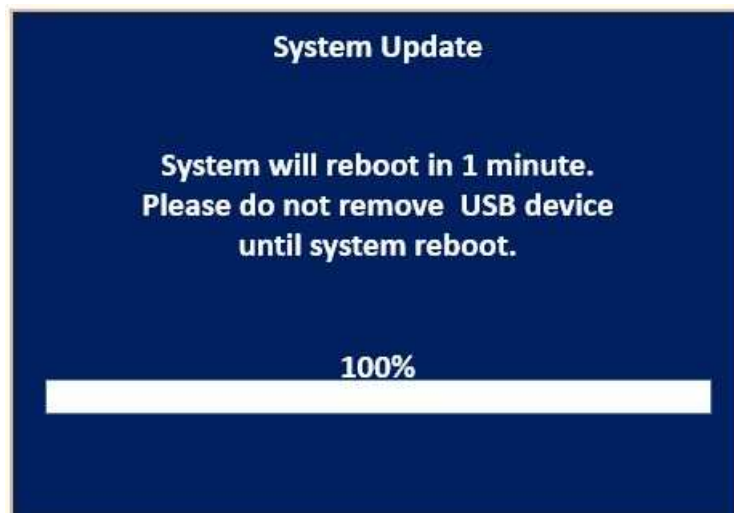 System Update
System will reboot in 1 minute.
Please do not remove  USB device
until system reboot.
100%